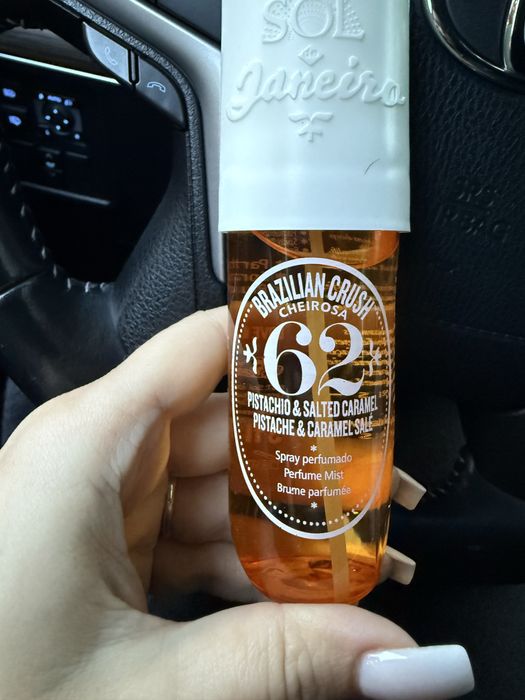 SOL
de
Janeiro
BRAZILIAN CRUSH
CHEIROSA
62
PISTACHIO & SALTED CARAMEL
PISTACHE & CARAMEL SALÉ
Spray perfumado
Perfume Mist
Brume parfumée